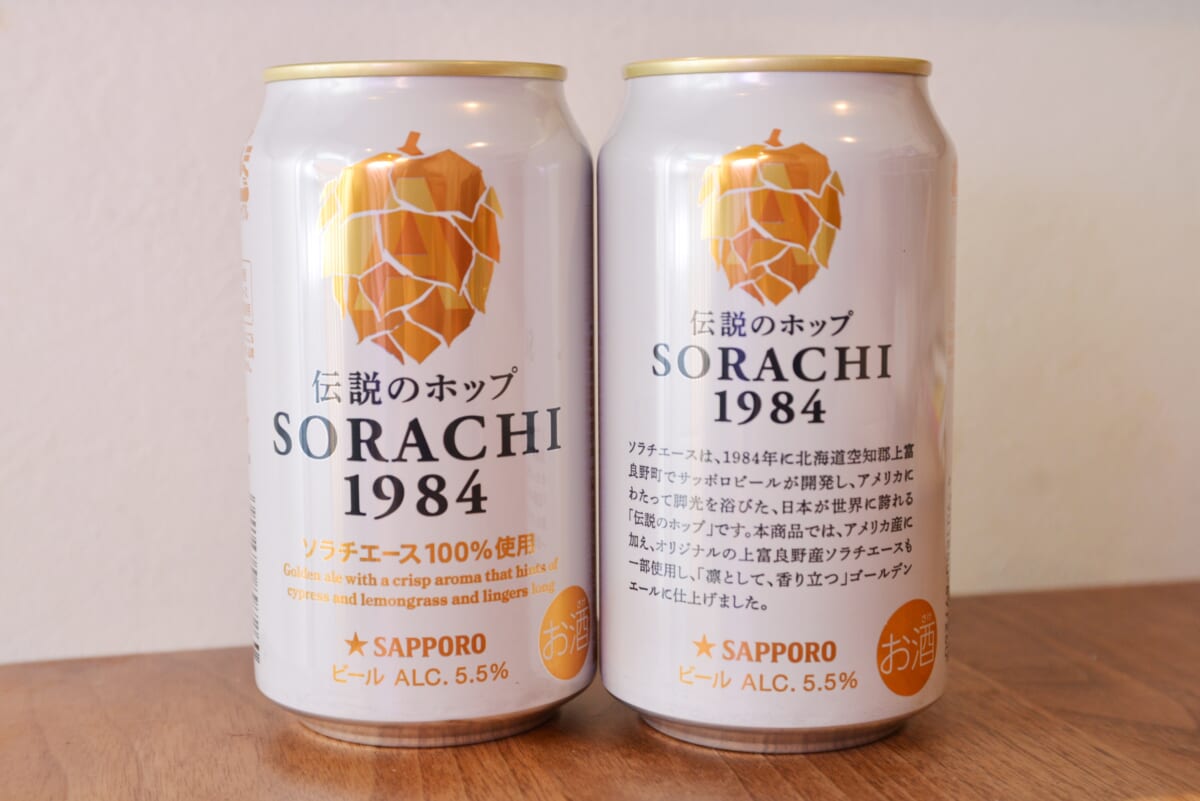 伝説のホップ
SORACHI
1984
ソラチエース100%使用
Golden ale with a crisp aroma that hints of
cypress and lemongrass and lingers long
SAPPORO
ビール ALC. 5.5%
お酒
伝説のホップ
SORACHI
1984
ソラチエースは、1984年に北海道空知郡上富
良野町でサッポロビールが開発し、アメリカに
わたって脚光を浴びた、日本が世界に誇れる
「伝説のホップ」です。本商品では、アメリカ産に
加え、オリジナルの上富良野産ソラチエースも
一部使用し、「凛として、香り立つ」ゴールデン
エールに仕上げました。
SAPPORO
ビール ALC. 5.5%
お酒